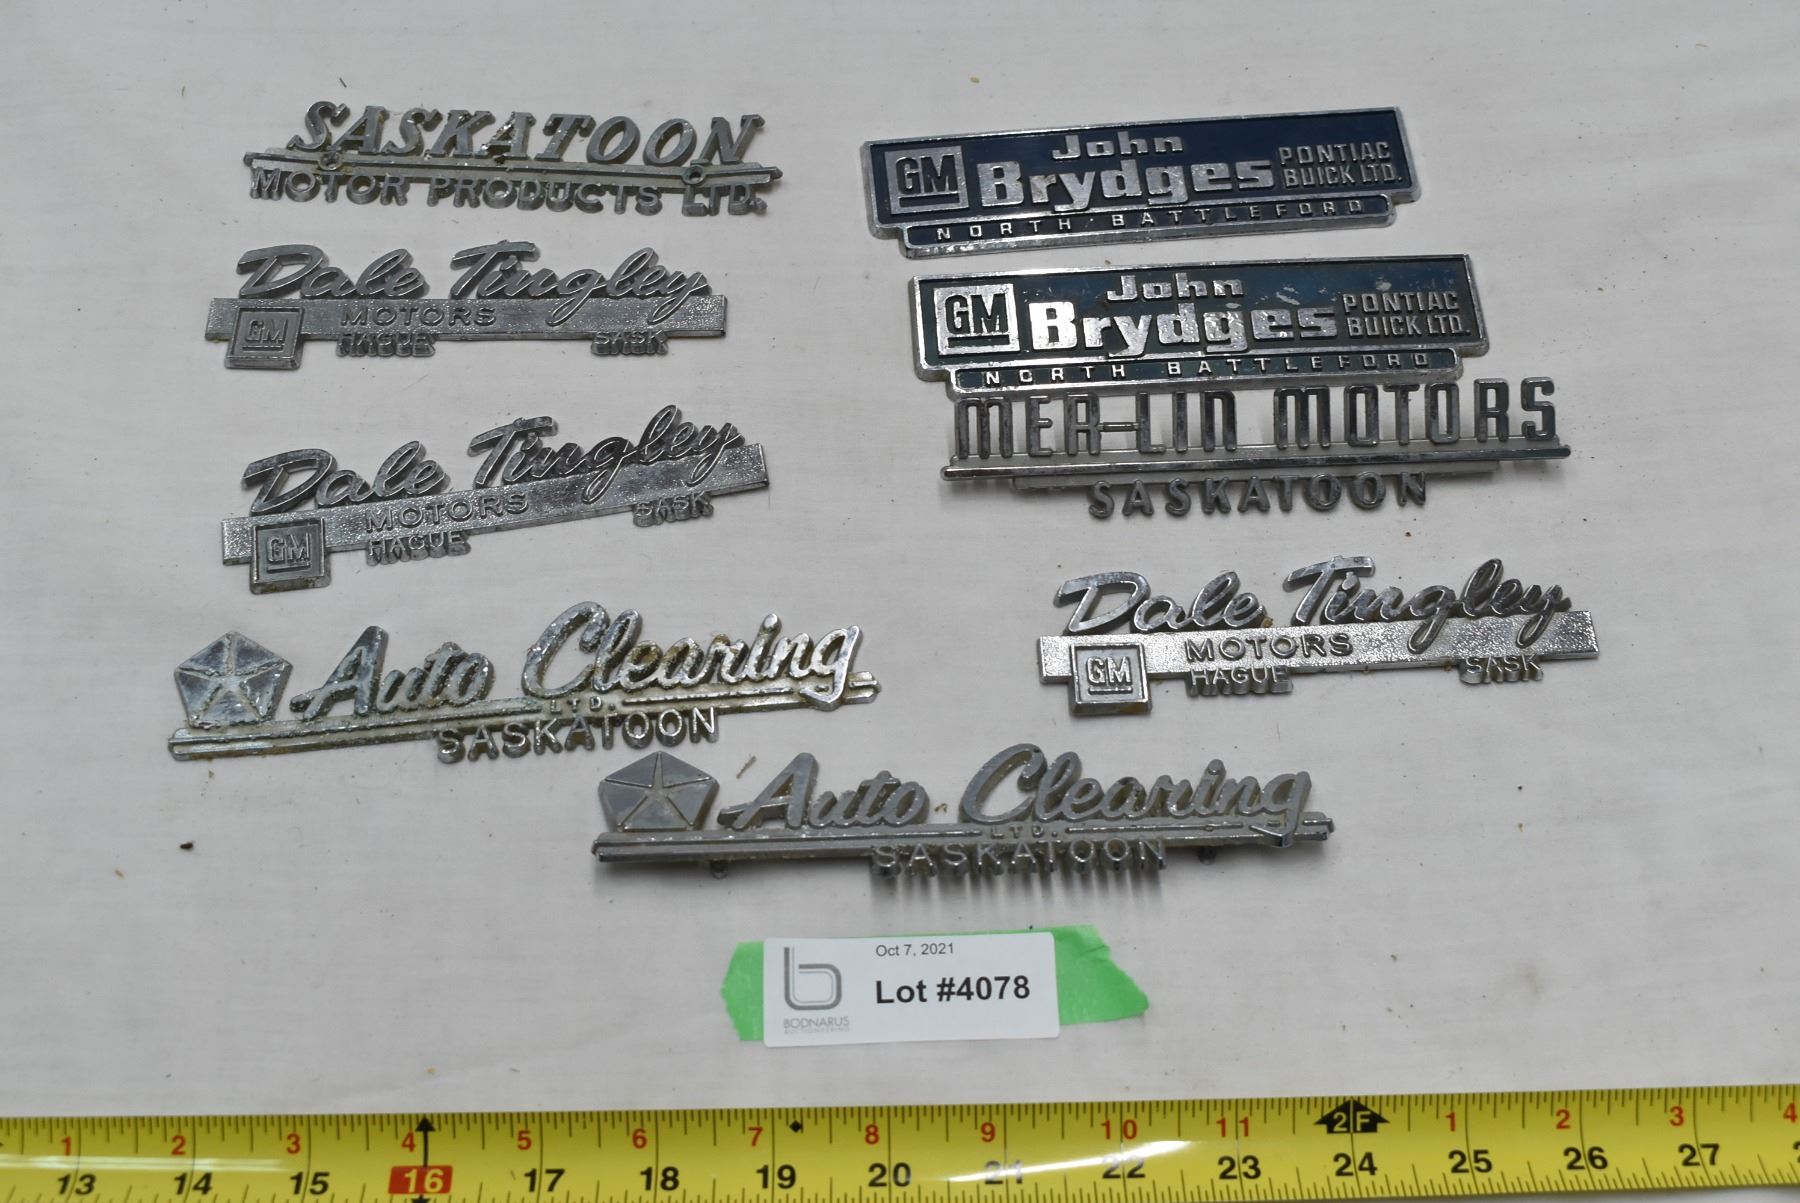 SASKATOON
MOTOR PRODUCTS LTD.
Dale Tingley
MOTORS
GM
HAGUE SASK
Dale Tingley
MOTORS
GM
HAGUE SASK
Auto Clearing
LTD.
SASKATOON
John
GM Brydges PONTIAC
BUICK LTD.
NORTH BATTLEFORD
John
GM Brydges PONTIAC
BUICK LTD.
NORTH BATTLEFORD
MER-LIN MOTORS
SASKATOON
Dale Tingley
MOTORS
GM
HAGUE SASK
Auto Clearing
LTD.
SASKATOON
Oct 7, 2021
Lot #4078
BODNARUS
AUCTIONEERING
1 2 3 4 5 6 7 8 9 10 11 2F 1 2 3 4
13 14 15 16 17 18 19 20 21 22 23 24 25 26 27